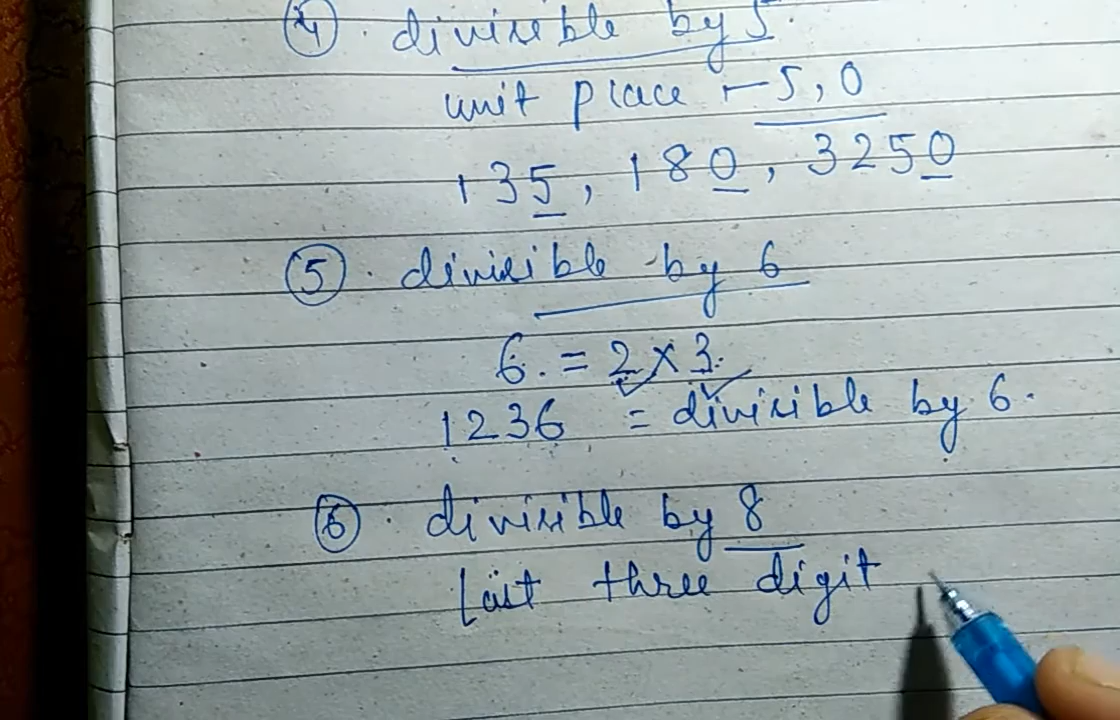 ④. divisible by 5.
unit place - 5, 0
135, 180, 3250
⑤. divisible by 6
6. = 2 x 3.
1236 = divisible by 6.
⑥. divisible by 8
Last three digit